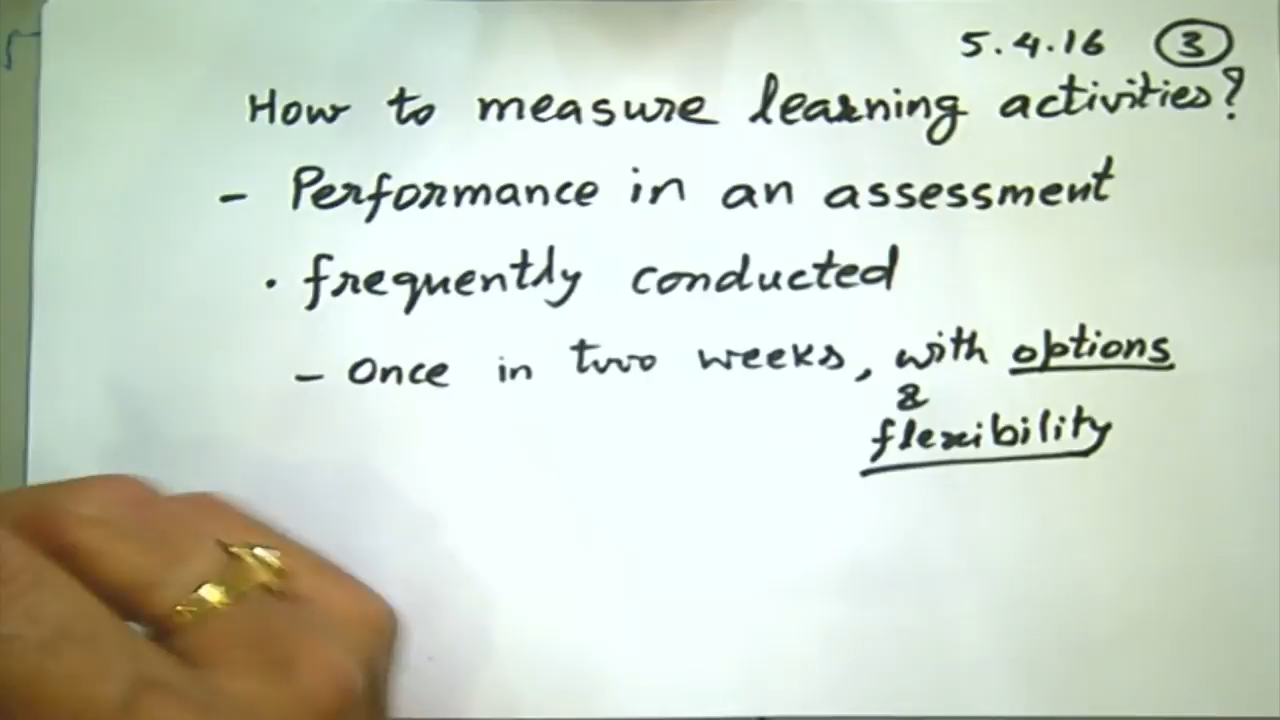 5.4.16 3
How to measure learning activities?
- Performance in an assessment
· frequently conducted
- Once in two weeks, with options
&
flexibility